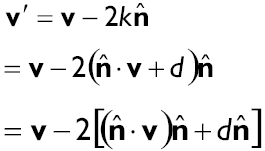 v′ = v − 2kn̂
= v − 2(n̂ · v + d)n̂
= v − 2[(n̂ · v)n̂ + dn̂]